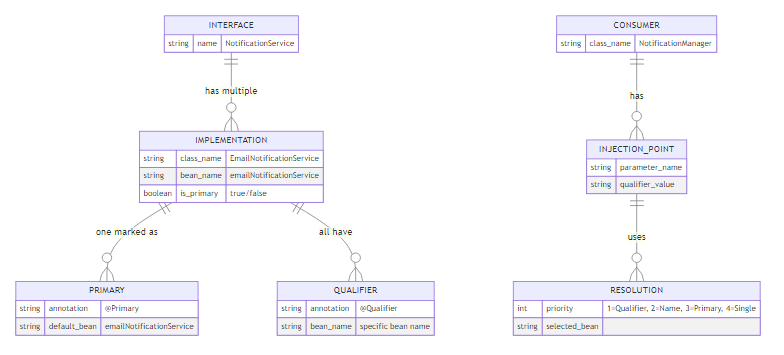 INTERFACE
string name NotificationService
has multiple
IMPLEMENTATION
string class_name EmailNotificationService
string bean_name emailNotificationService
boolean is_primary true/false
one marked as
all have
PRIMARY
string annotation @Primary
string default_bean emailNotificationService
QUALIFIER
string annotation @Qualifier
string bean_name specific bean name
CONSUMER
string class_name NotificationManager
has
INJECTION_POINT
string parameter_name
string qualifier_value
uses
RESOLUTION
int priority 1=Qualifier, 2=Name, 3=Primary, 4=Single
string selected_bean